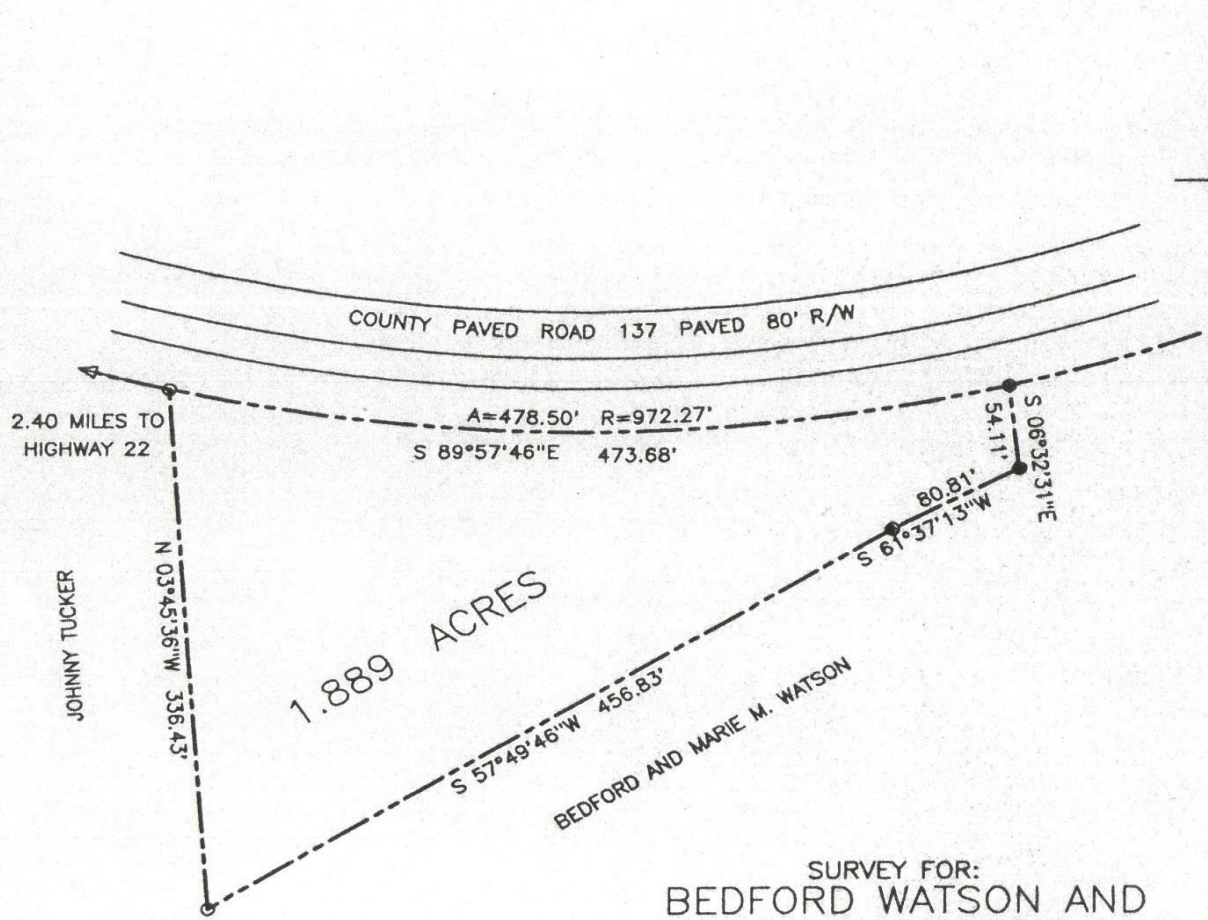 COUNTY PAVED ROAD 137 PAVED 80' R/W
2.40 MILES TO
HIGHWAY 22
A=478.50' R=972.27'
S 89°57'46"E 473.68'
S 06°32'31"E
54.11'
80.81'
S 61°37'13"W
N 03°45'36"W 336.43'
JOHNNY TUCKER
1.889 ACRES
S 57°49'46"W 456.83'
BEDFORD AND MARIE M. WATSON
SURVEY FOR:
BEDFORD WATSON AND